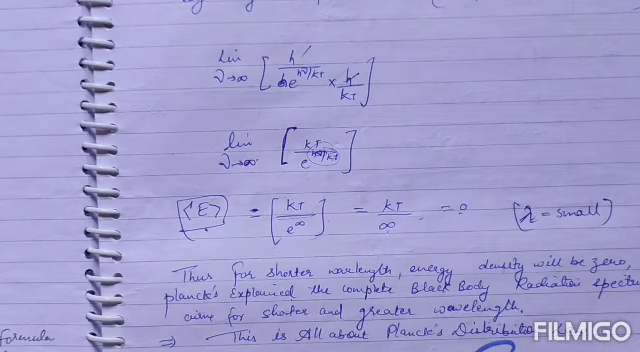 lim ν→∞ [ h / e^{hν/kT} × h/kT ]
lim ν→∞ [ kT / e^{hν/kT} ]
⟨E⟩ = [ kT / e^∞ ] = kT / ∞ = 0 (λ = small)
Thus for shorter wavelength, energy density will be zero,
planck's Explained the complete Black Body Radiation spectru
curve for shorter and greater wavelength.
formula
⇒ This is All about Planck's Distributio
FILMIGO